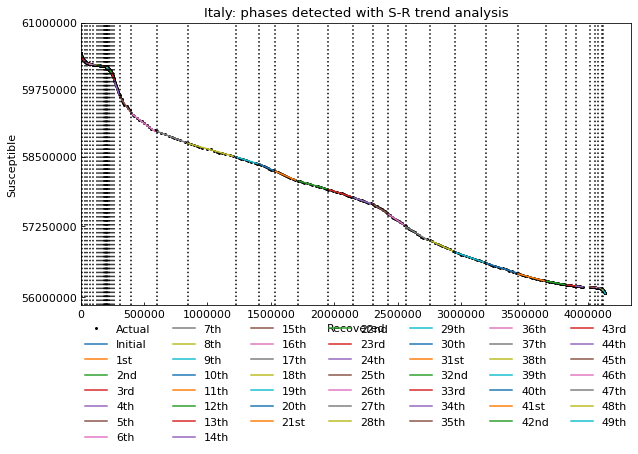 Italy: phases detected with S-R trend analysis
61000000
59750000
58500000
57250000
56000000
Susceptible
0 500000 1000000 1500000 2000000 2500000 3000000 3500000 4000000
Recovered
Actual 7th 15th 22nd 29th 36th 43rd
Initial 8th 16th 23rd 30th 37th 44th
1st 9th 17th 24th 31st 38th 45th
2nd 10th 18th 25th 32nd 39th 46th
3rd 11th 19th 26th 33rd 40th 47th
4th 12th 20th 27th 34th 41st 48th
5th 13th 21st 28th 35th 42nd 49th
6th 14th